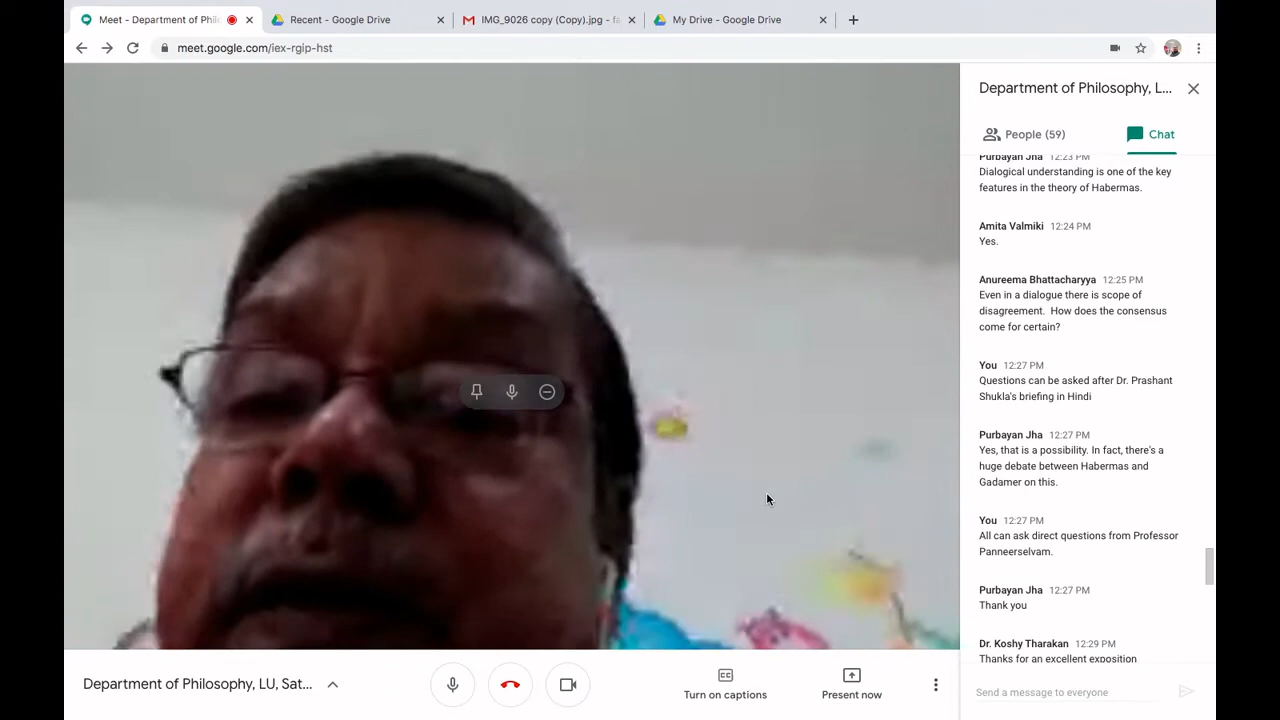 Meet - Department of Philc
Recent - Google Drive
IMG_9026 copy (Copy).jpg - fa
My Drive - Google Drive
meet.google.com/iex-rgip-hst
Department of Philosophy, L...
People (59)
Chat
Purbayan Jha 12:23 PM
Dialogical understanding is one of the key
features in the theory of Habermas.
Amita Valmiki 12:24 PM
Yes.
Anureema Bhattacharyya 12:25 PM
Even in a dialogue there is scope of
disagreement. How does the consensus
come for certain?
You 12:27 PM
Questions can be asked after Dr. Prashant
Shukla's briefing in Hindi
Purbayan Jha 12:27 PM
Yes, that is a possibility. In fact, there's a
huge debate between Habermas and
Gadamer on this.
You 12:27 PM
All can ask direct questions from Professor
Panneerselvam.
Purbayan Jha 12:27 PM
Thank you
Dr. Koshy Tharakan 12:29 PM
Thanks for an excellent exposition
Send a message to everyone
Department of Philosophy, LU, Sat...
CC
Turn on captions
Present now